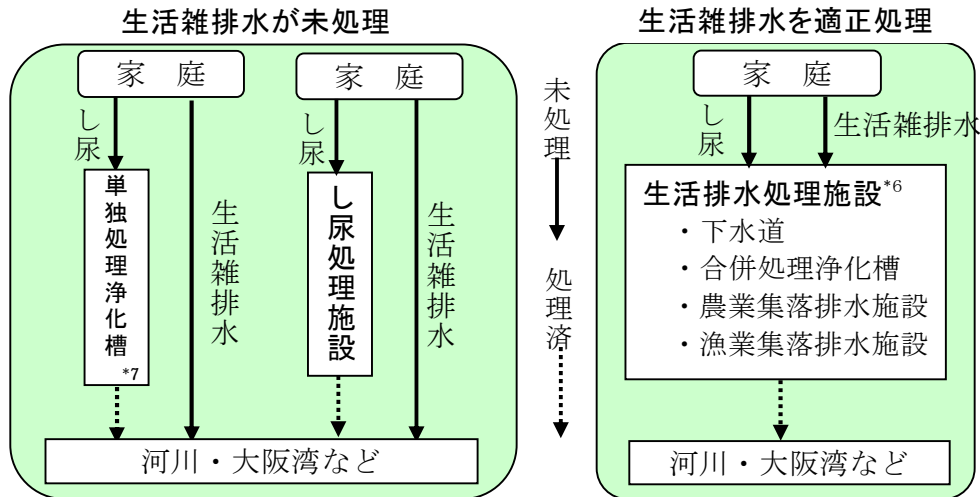 生活雑排水が未処理
家 庭
し尿
単独処理浄化槽
*7
生活雑排水
家 庭
し尿
し尿処理施設
生活雑排水
河川・大阪湾など
未処理
処理済
生活雑排水を適正処理
家 庭
し尿
生活雑排水
生活排水処理施設*6
・下水道
・合併処理浄化槽
・農業集落排水施設
・漁業集落排水施設
河川・大阪湾など